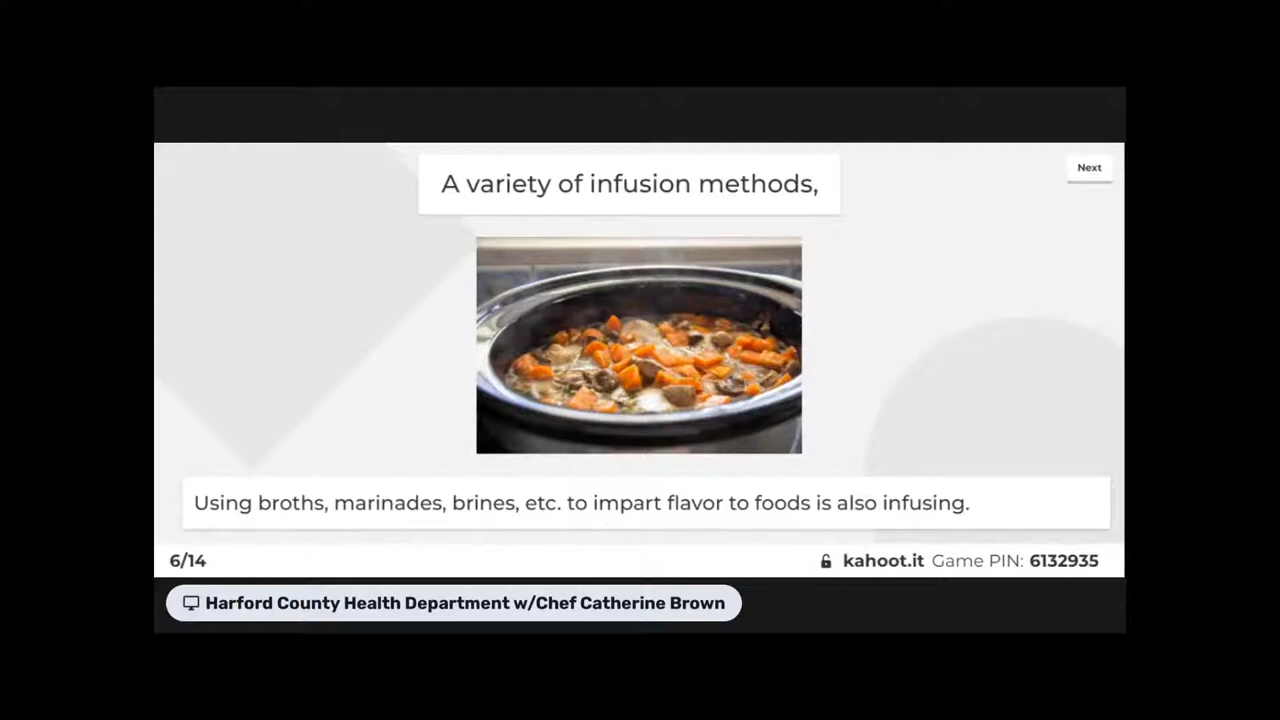 Next
A variety of infusion methods,
Using broths, marinades, brines, etc. to impart flavor to foods is also infusing.
6/14
kahoot.it Game PIN: 6132935
Harford County Health Department w/Chef Catherine Brown